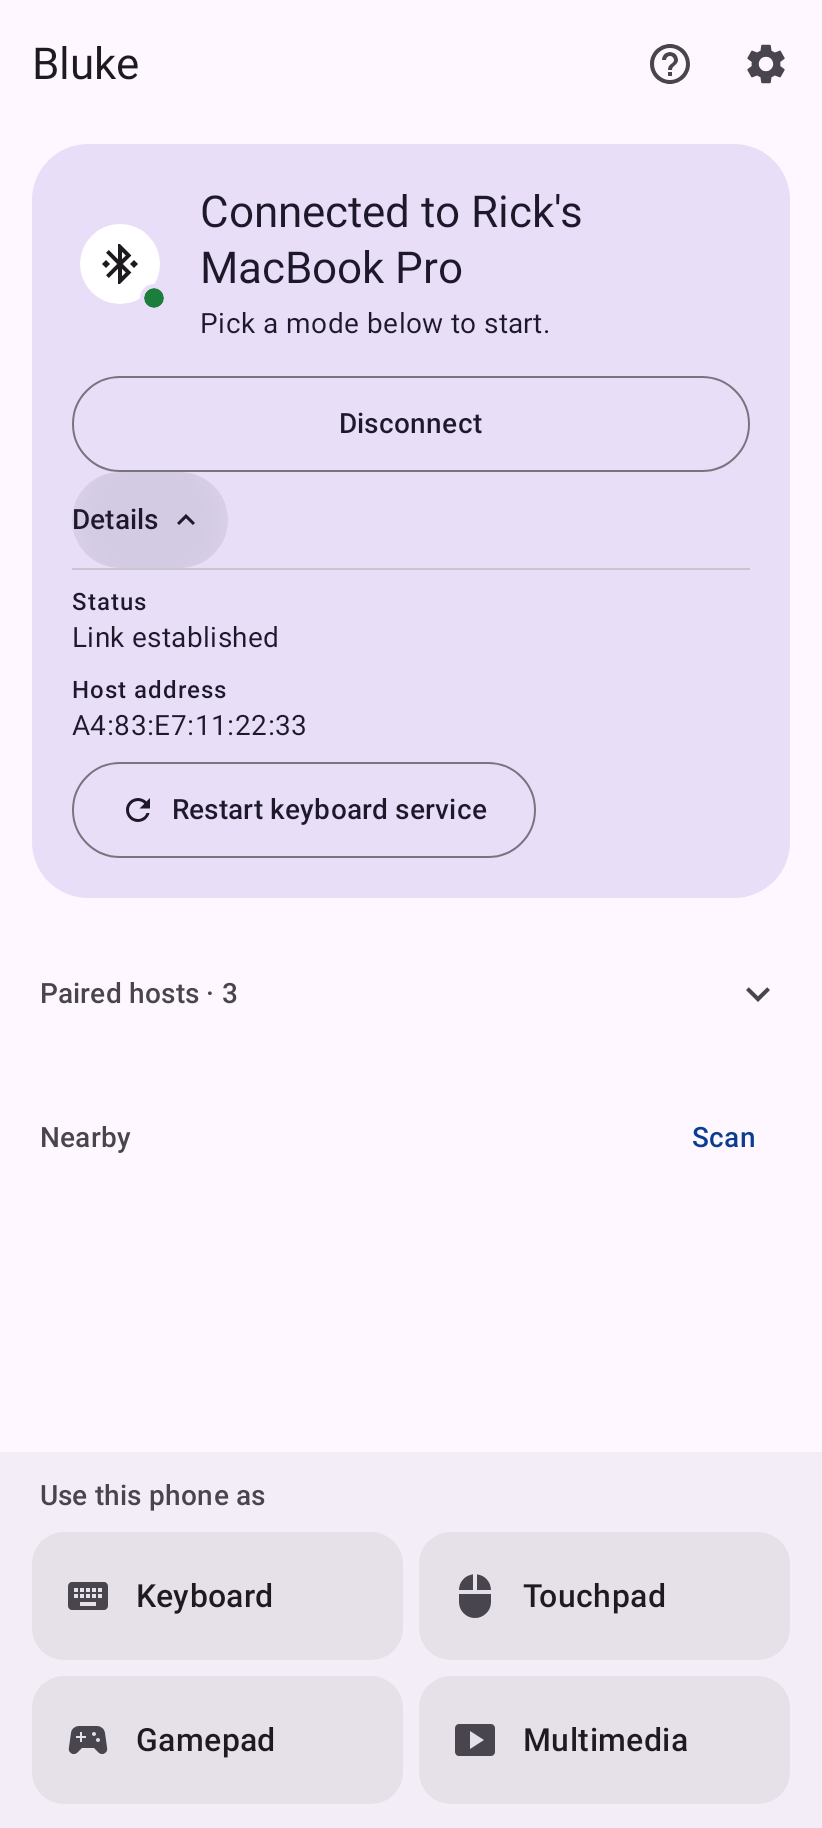 Bluke
Connected to Rick's
MacBook Pro
Pick a mode below to start.
Disconnect
Details
Status
Link established
Host address
A4:83:E7:11:22:33
Restart keyboard service
Paired hosts · 3
Nearby
Scan
Use this phone as
Keyboard
Touchpad
Gamepad
Multimedia